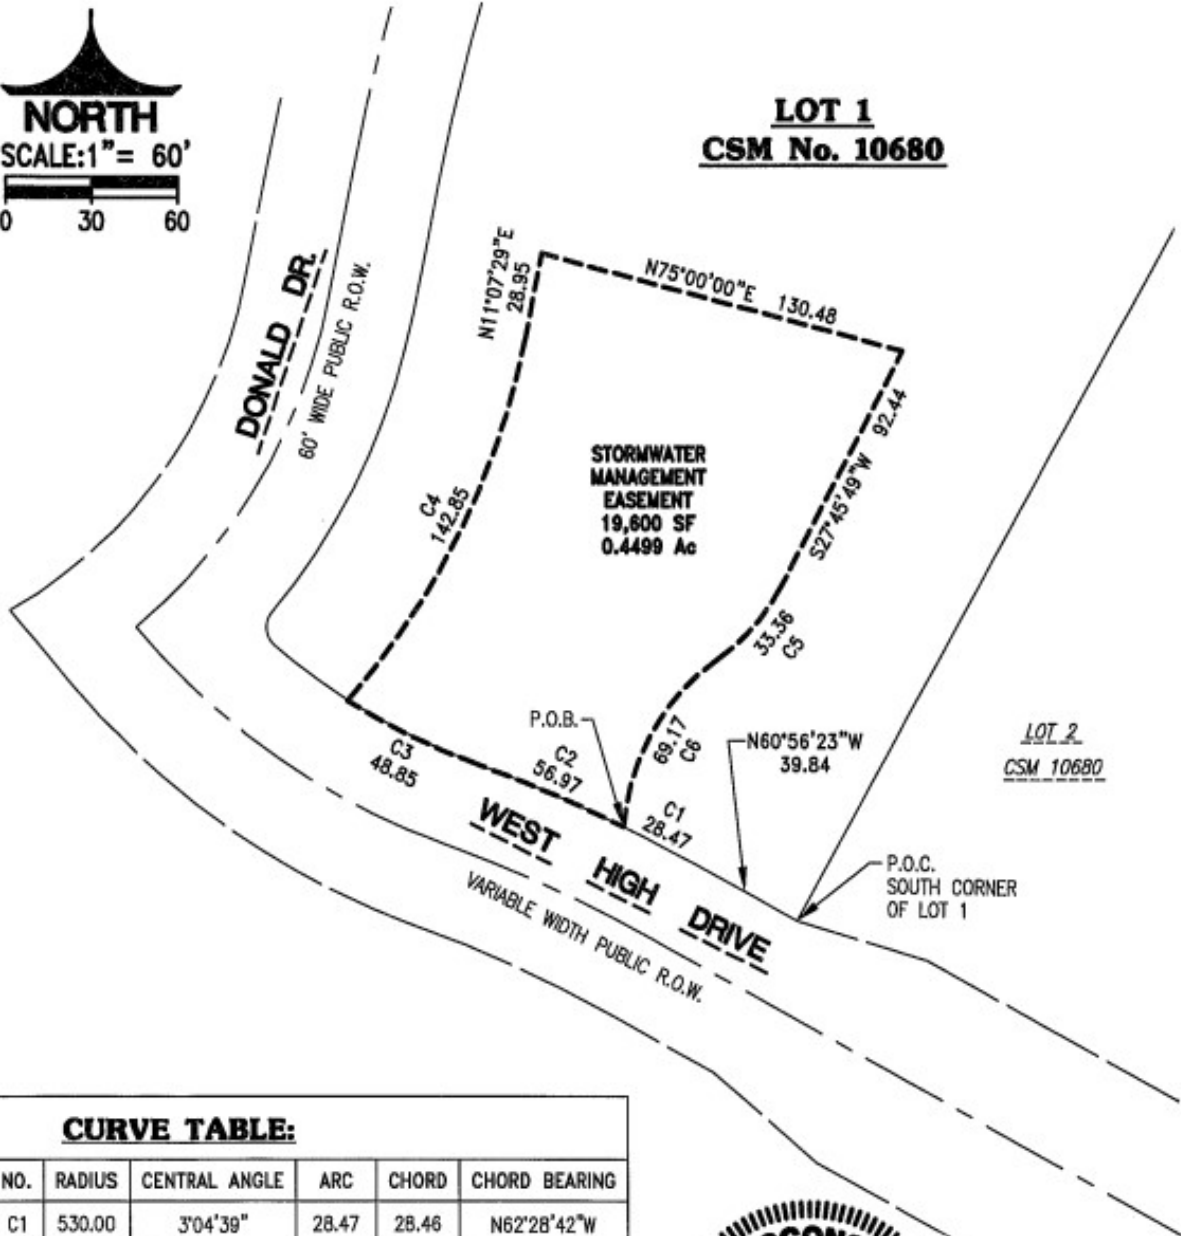 NORTH
SCALE:1"= 60'
0 30 60
LOT 1
CSM No. 10680
DONALD DR.
60' WIDE PUBLIC R.O.W.
N11°07'29"E
28.95
N75°00'00"E 130.48
STORMWATER
MANAGEMENT
EASEMENT
19,600 SF
0.4499 Ac
S27°45'49"W 92.44
C4
142.85
33.36
C5
P.O.B.
69.17
C6
N60°56'23"W
39.84
LOT 2
CSM 10680
C3
48.85
C2
56.97
C1
28.47
WEST HIGH DRIVE
VARIABLE WIDTH PUBLIC R.O.W.
P.O.C.
SOUTH CORNER
OF LOT 1
CURVE TABLE:
NO. RADIUS CENTRAL ANGLE ARC CHORD CHORD BEARING
C1 530.00 3°04'39" 28.47 28.46 N62°28'42"W